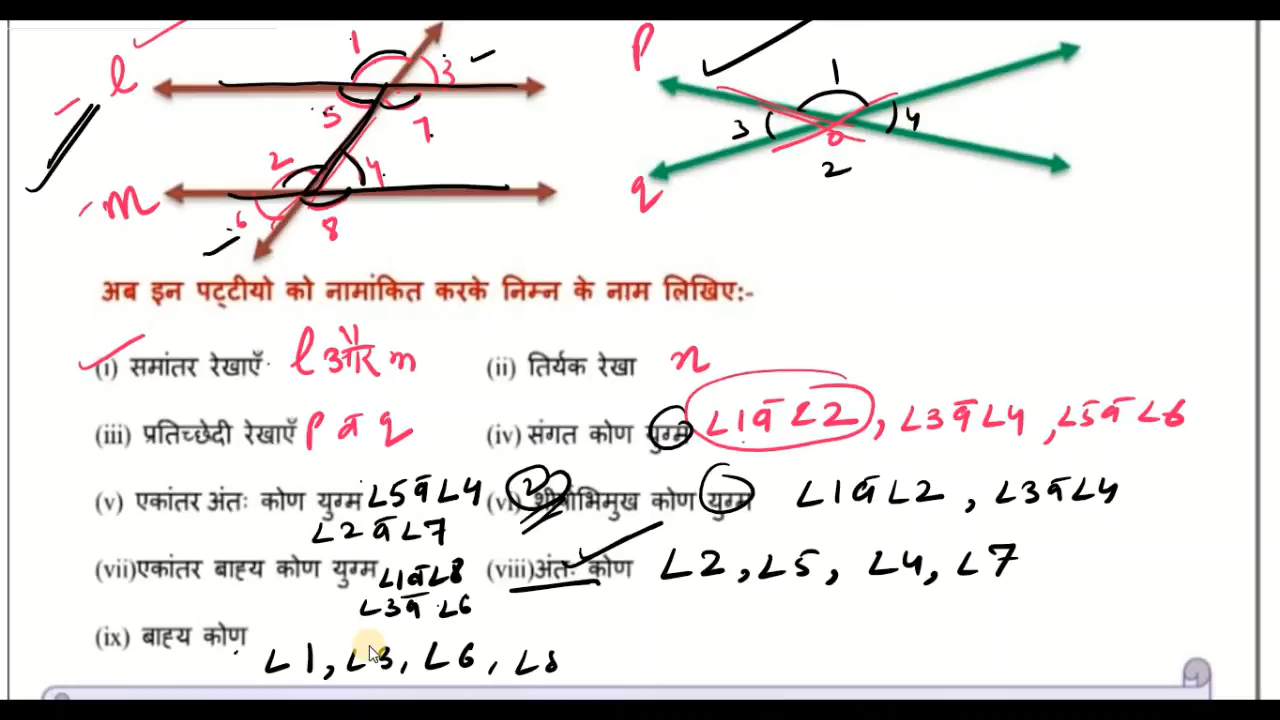 l 1 3 5 7
m 2 4 6 8
p q 1 2 3 4 o
अब इन पट्टीयो को नामांकित करके निम्न के नाम लिखिए:-
(i) समांतर रेखाएँ l और m (ii) तिर्यक रेखा n
(iii) प्रतिच्छेदी रेखाएँ p व q (iv) संगत कोण युग्म ∠1 व ∠2, ∠3 व ∠4, ∠5 व ∠6
(v) एकांतर अंतः कोण युग्म ∠5 व ∠4 (vi) शीर्षाभिमुख कोण युग्म ∠1 व ∠2, ∠3 व ∠4
∠2 व ∠7
(vii)एकांतर बाह्य कोण युग्म ∠1 व ∠8 (viii)अंतः कोण ∠2, ∠5, ∠4, ∠7
∠3 व ∠6
(ix) बाह्य कोण ∠1, ∠3, ∠6, ∠8